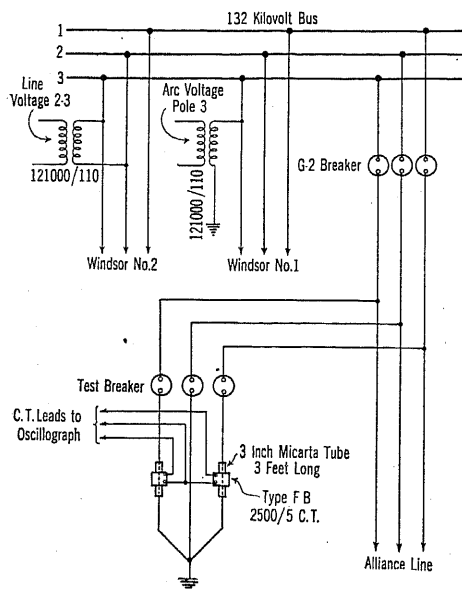 132 Kilovolt Bus
1
2
3
Line
Voltage 2-3
Arc Voltage
Pole 3
121000/110
121000/110
G-2 Breaker
Windsor No.2
Windsor No.1
Test Breaker
C.T. Leads to
Oscillograph
3 Inch Micarta Tube
3 Feet Long
Type F B
2500/5 C.T.
Alliance Line